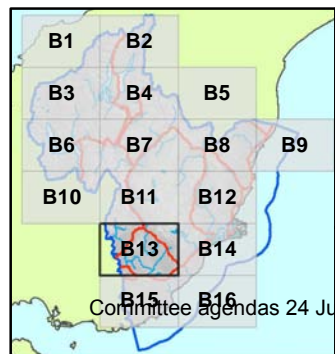 B1 B2
B3 B4 B5
B6 B7 B8 B9
B10 B11 B12
B13 B14
B15 B16
Committee agendas 24 Ju